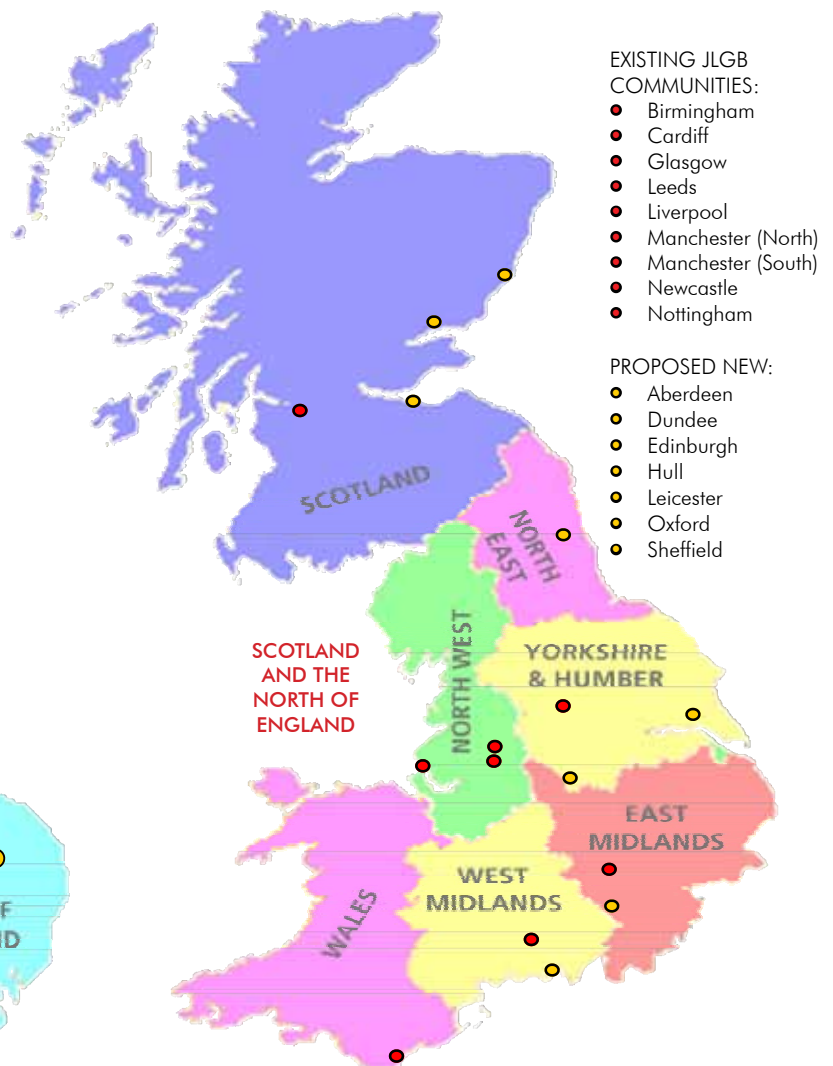 EXISTING JLGB
COMMUNITIES:
Birmingham
Cardiff
Glasgow
Leeds
Liverpool
Manchester (North)
Manchester (South)
Newcastle
Nottingham
PROPOSED NEW:
Aberdeen
Dundee
Edinburgh
Hull
Leicester
Oxford
Sheffield
SCOTLAND
NORTH
EAST
NORTH WEST
YORKSHIRE
& HUMBER
SCOTLAND
AND THE
NORTH OF
ENGLAND
EAST
MIDLANDS
WEST
MIDLANDS
WALES